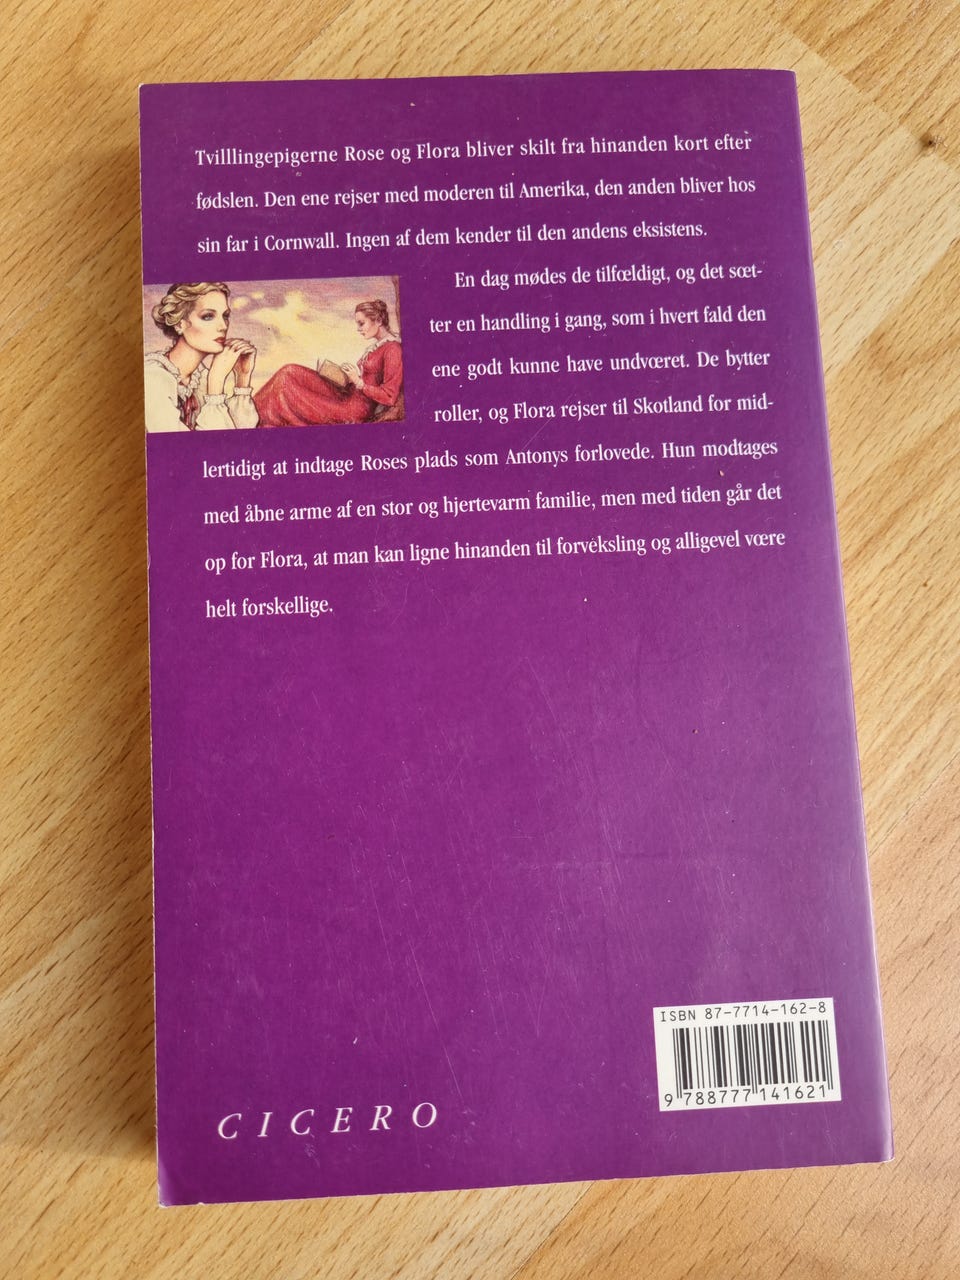 Tvilllingepigerne Rose og Flora bliver skilt fra hinanden kort efter
fødslen. Den ene rejser med moderen til Amerika, den anden bliver hos
sin far i Cornwall. Ingen af dem kender til den andens eksistens.
En dag mødes de tilfældigt, og det sæt-
ter en handling i gang, som i hvert fald den
ene godt kunne have undværet. De bytter
roller, og Flora rejser til Skotland for mid-
lertidigt at indtage Roses plads som Antonys forlovede. Hun modtages
med åbne arme af en stor og hjertevarm familie, men med tiden går det
op for Flora, at man kan ligne hinanden til forveksling og alligevel være
helt forskellige.
ISBN 87-7714-162-8
9 788777 141621
CICERO